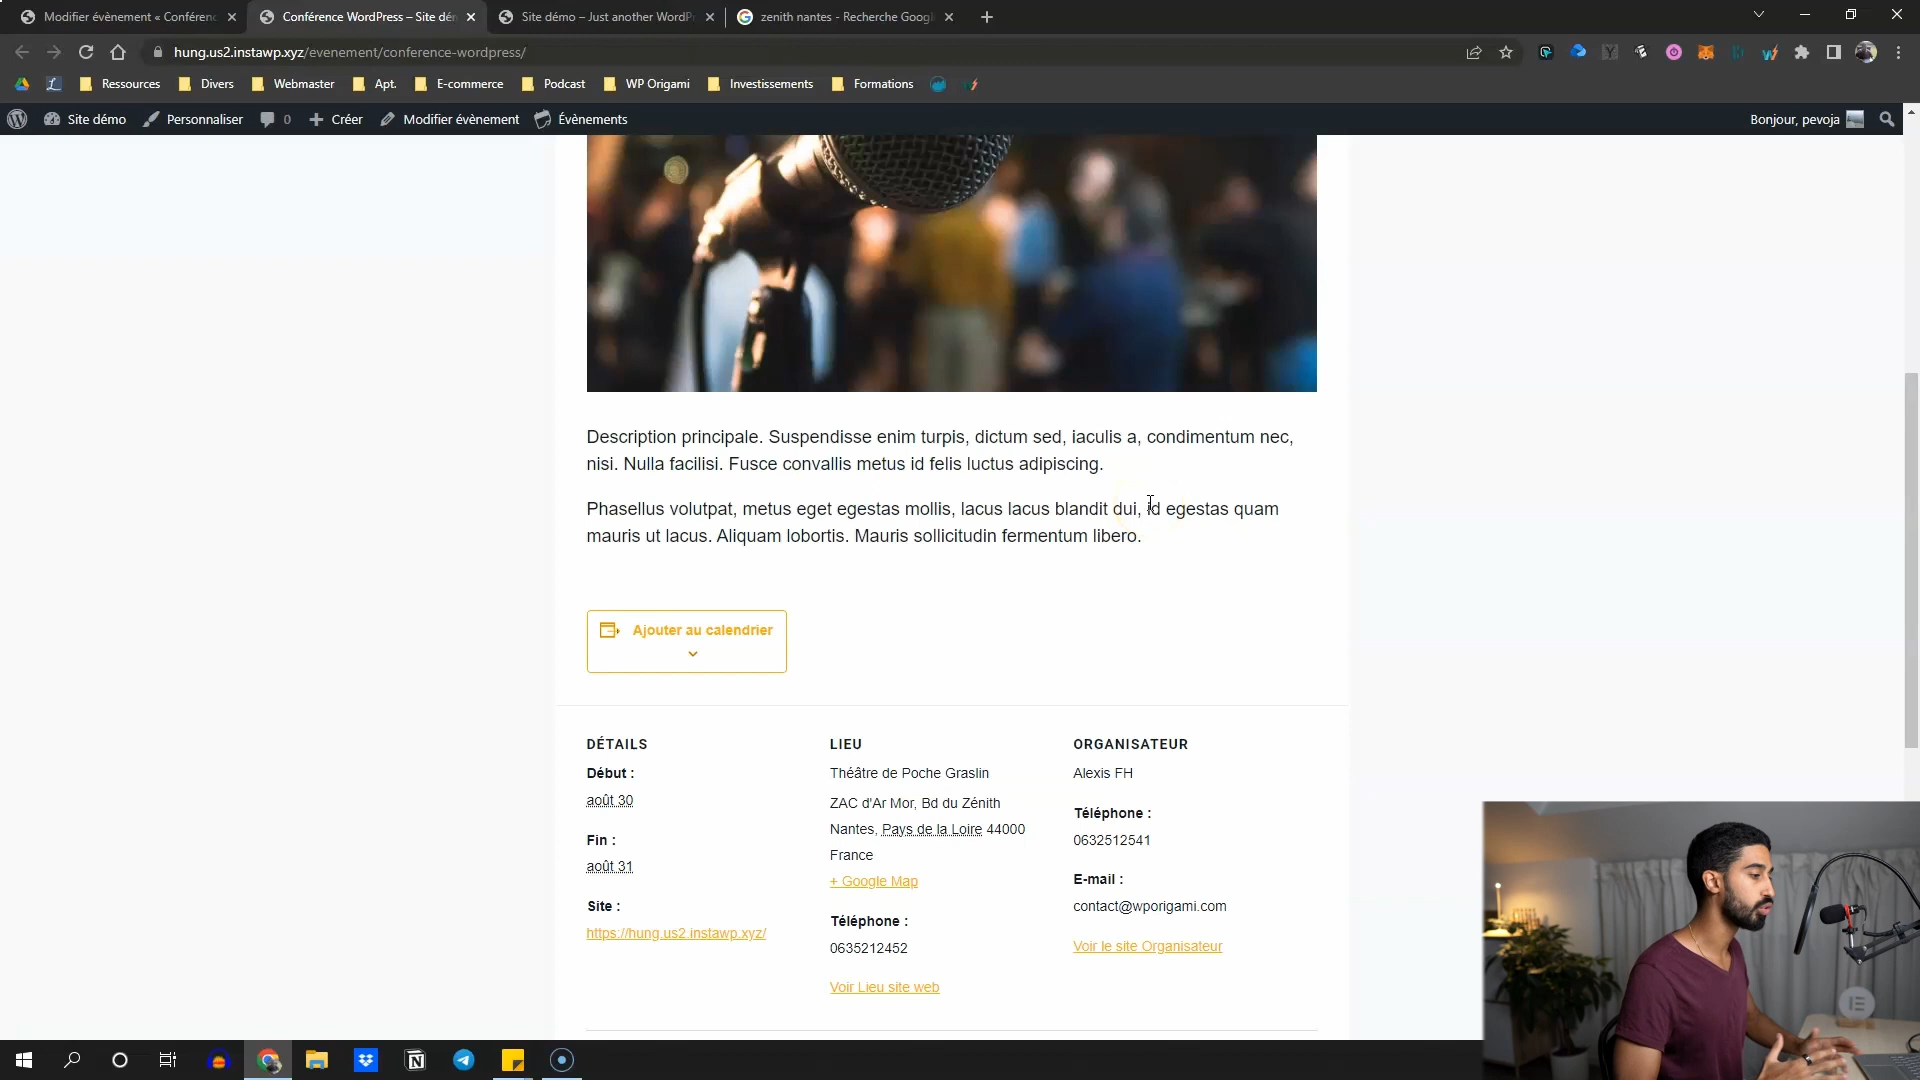 Modifier évènement « Conférenc
Conférence WordPress – Site dé
Site démo – Just another WordP
zenith nantes - Recherche Googl
hung.us2.instawp.xyz/evenement/conference-wordpress/
Ressources
Divers
Webmaster
Apt.
E-commerce
Podcast
WP Origami
Investissements
Formations
Site démo
Personnaliser
0
Créer
Modifier évènement
Évènements
Bonjour, pevoja
Description principale. Suspendisse enim turpis, dictum sed, iaculis a, condimentum nec,
nisi. Nulla facilisi. Fusce convallis metus id felis luctus adipiscing.
Phasellus volutpat, metus eget egestas mollis, lacus lacus blandit dui, id egestas quam
mauris ut lacus. Aliquam lobortis. Mauris sollicitudin fermentum libero.
Ajouter au calendrier
DÉTAILS
Début :
août 30
Fin :
août 31
Site :
https://hung.us2.instawp.xyz/
LIEU
Théâtre de Poche Graslin
ZAC d'Ar Mor, Bd du Zénith
Nantes, Pays de la Loire 44000
France
+ Google Map
Téléphone :
0635212452
Voir Lieu site web
ORGANISATEUR
Alexis FH
Téléphone :
0632512541
E-mail :
contact@wporigami.com
Voir le site Organisateur